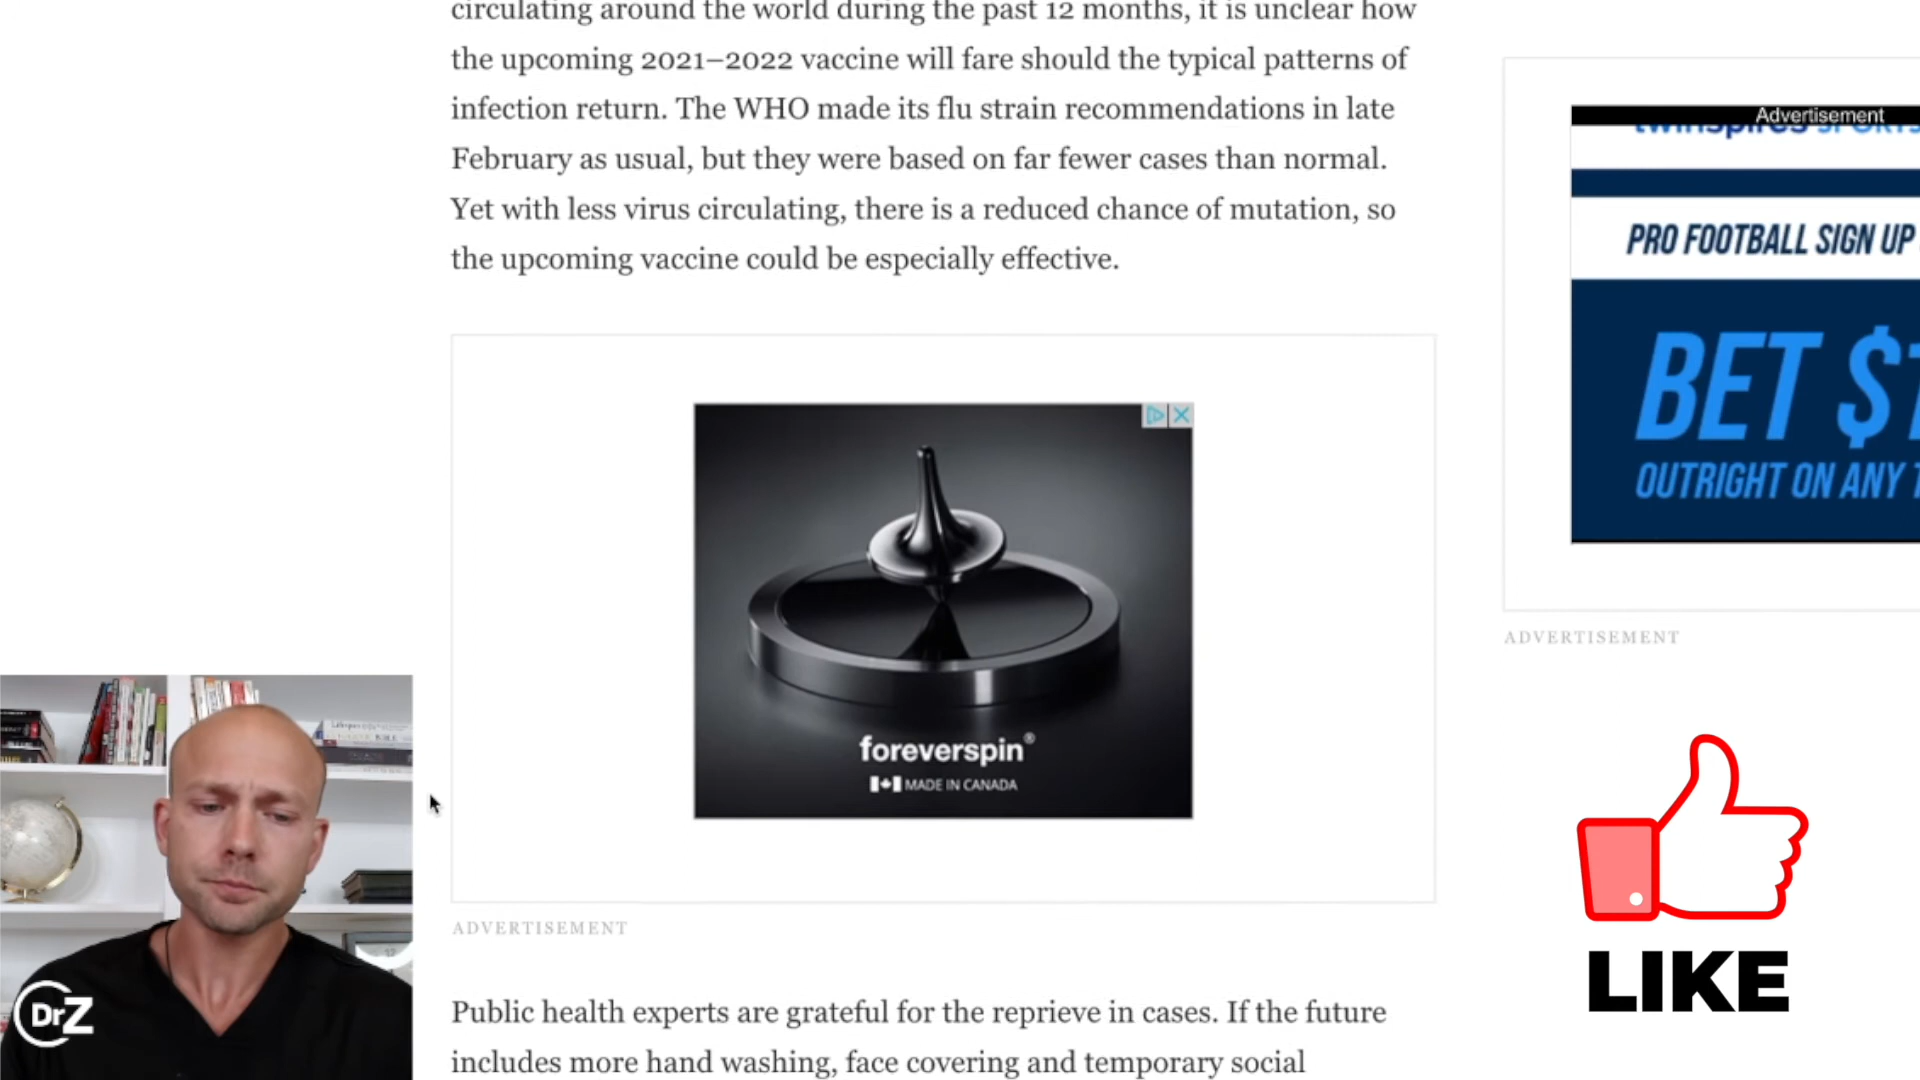 circulating around the world during the past 12 months, it is unclear how
the upcoming 2021–2022 vaccine will fare should the typical patterns of
infection return. The WHO made its flu strain recommendations in late
February as usual, but they were based on far fewer cases than normal.
Yet with less virus circulating, there is a reduced chance of mutation, so
the upcoming vaccine could be especially effective.
Advertisement
twinspires SPORTS
PRO FOOTBALL SIGN UP
BET $
OUTRIGHT ON ANY
ADVERTISEMENT
foreverspin®
MADE IN CANADA
ADVERTISEMENT
LIKE
DrZ
Public health experts are grateful for the reprieve in cases. If the future
includes more hand washing, face covering and temporary social